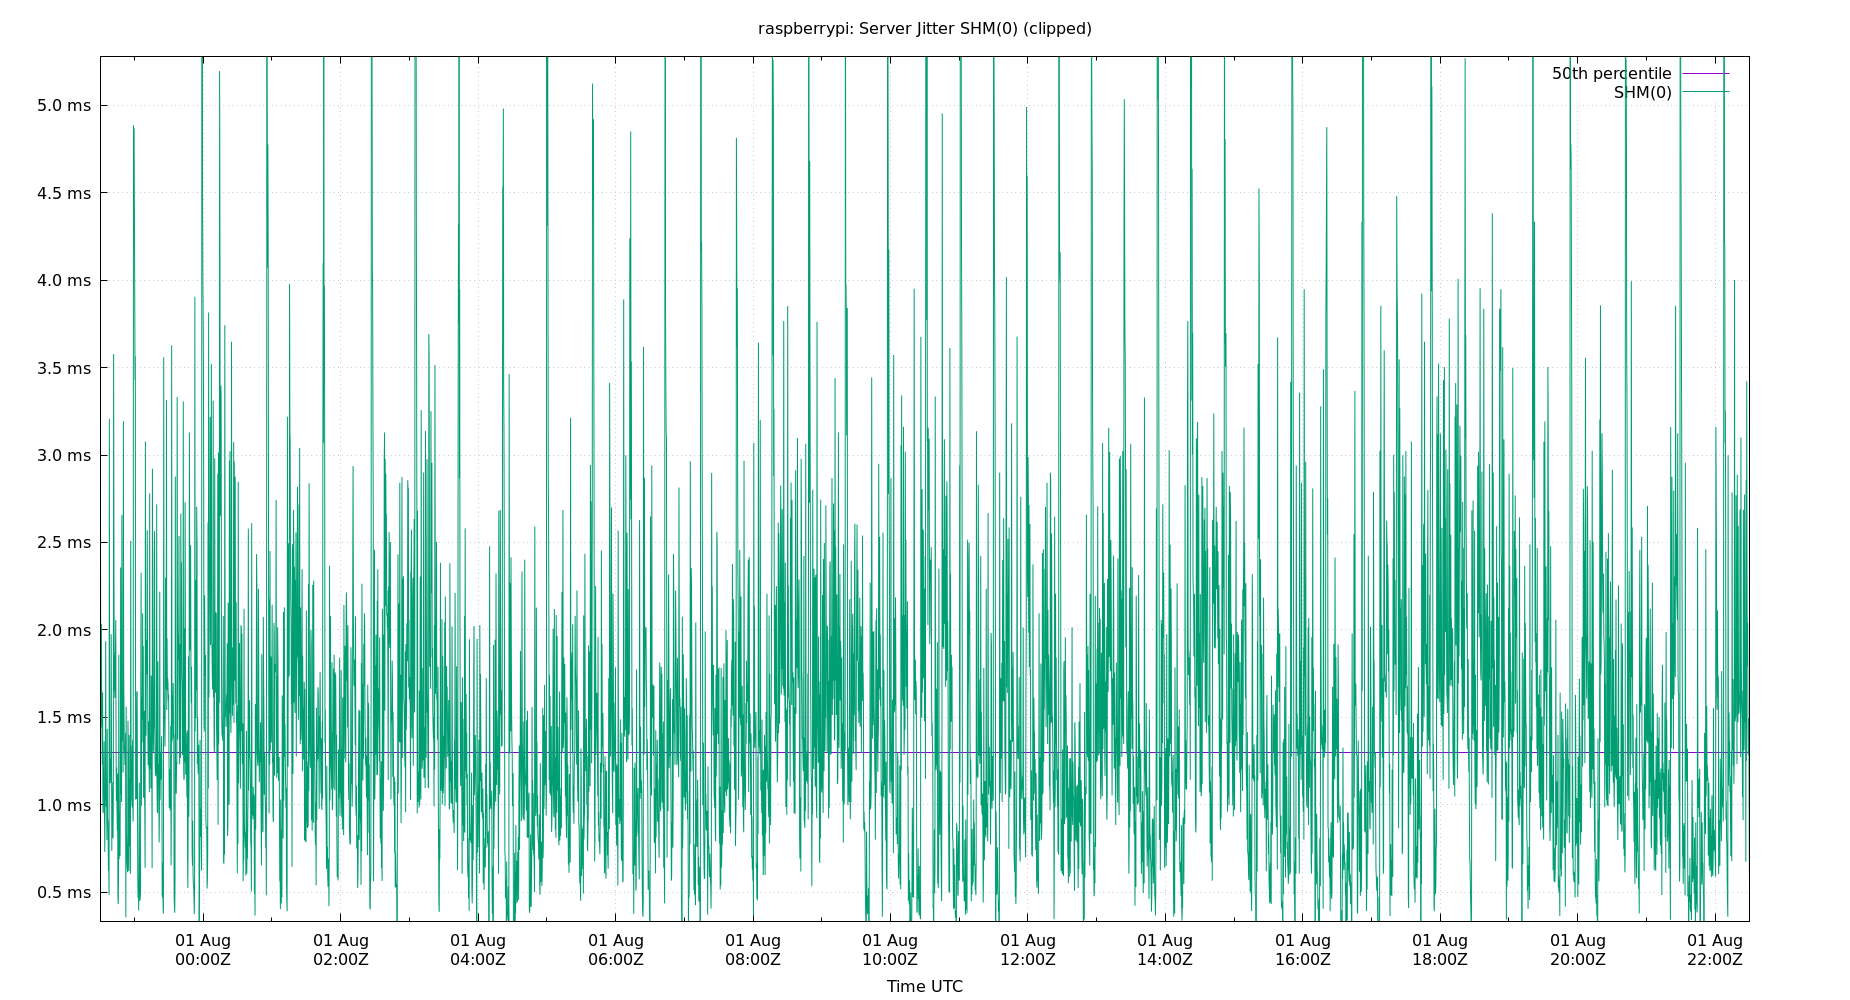 raspberrypi: Server Jitter SHM(0) (clipped)
50th percentile
SHM(0)
5.0 ms
4.5 ms
4.0 ms
3.5 ms
3.0 ms
2.5 ms
2.0 ms
1.5 ms
1.0 ms
0.5 ms
01 Aug 01 Aug 01 Aug 01 Aug 01 Aug 01 Aug 01 Aug 01 Aug 01 Aug 01 Aug 01 Aug 01 Aug
00:00Z 02:00Z 04:00Z 06:00Z 08:00Z 10:00Z 12:00Z 14:00Z 16:00Z 18:00Z 20:00Z 22:00Z
Time UTC